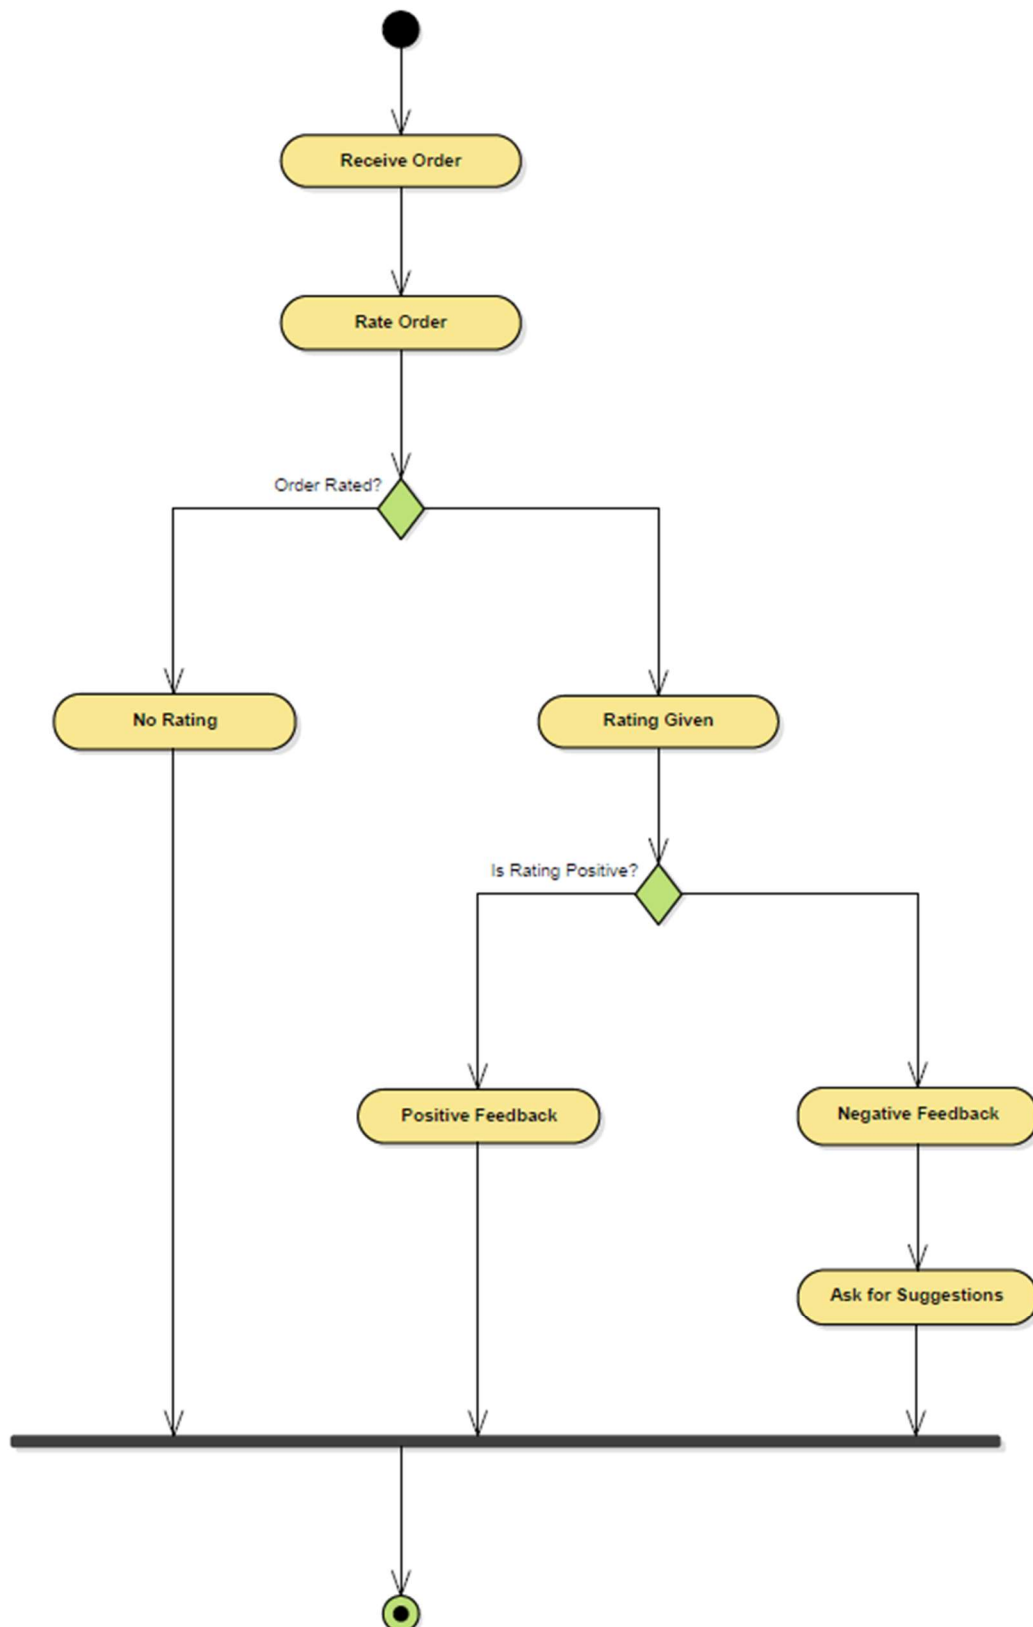 Receive Order
Rate Order
Order Rated?
No Rating
Rating Given
Is Rating Positive?
Positive Feedback
Negative Feedback
Ask for Suggestions